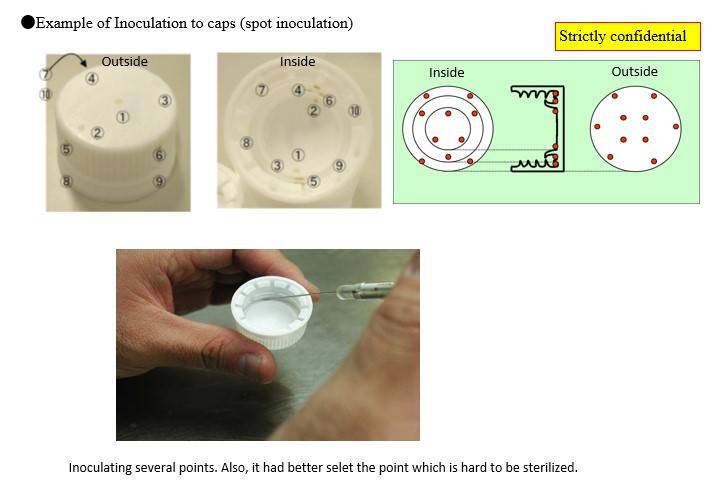 ●Example of Inoculation to caps (spot inoculation)
Strictly confidential
Outside
⑦
④
⑩
③
①
②
⑤
⑥
⑧
⑨
Inside
⑦
④
⑥
②
⑩
⑧
①
③
⑨
⑤
Inside
Outside
Inoculating several points. Also, it had better selet the point which is hard to be sterilized.